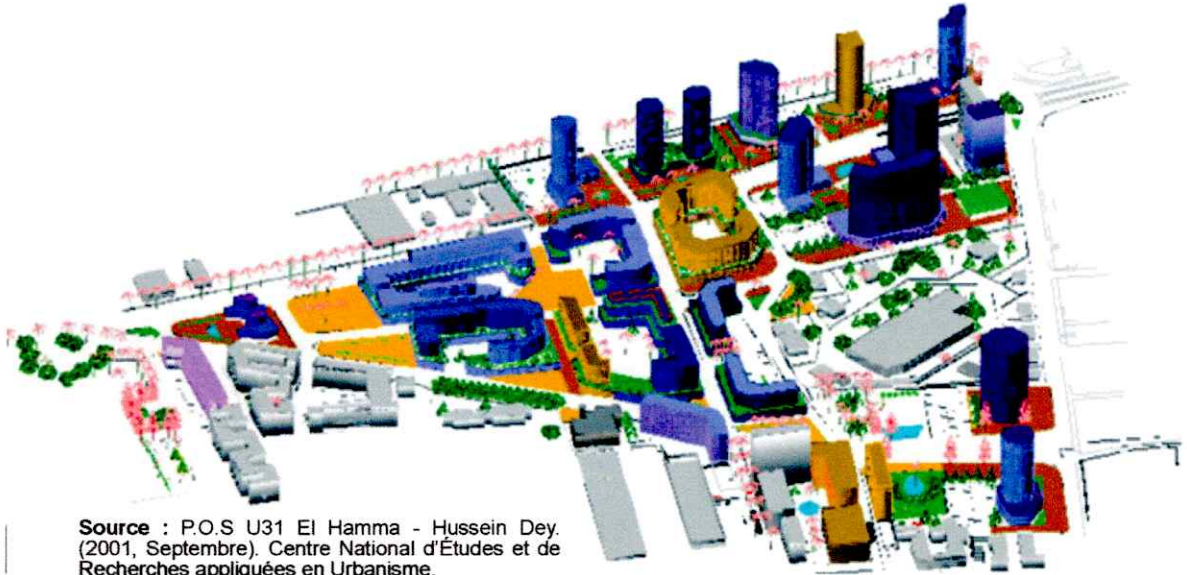 Source : P.O.S U31 El Hamma - Hussein Dey.
(2001, Septembre). Centre National d'Études et de
Recherches appliquées en Urbanisme.